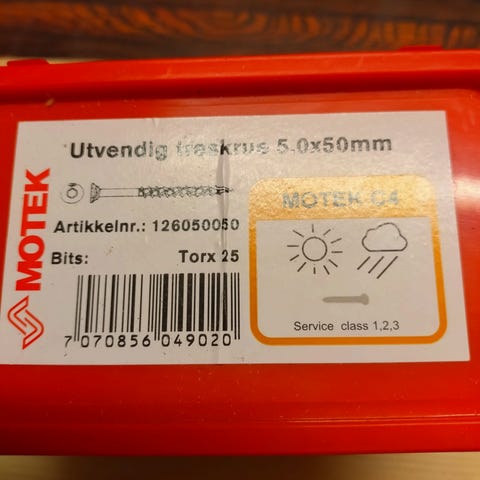 Utvendig treskrue 5,0x50mm
MOTEK
Artikkelnr.: 126050050
Bits: Torx 25
7 070856 049020
MOTEK C4
Service class 1,2,3